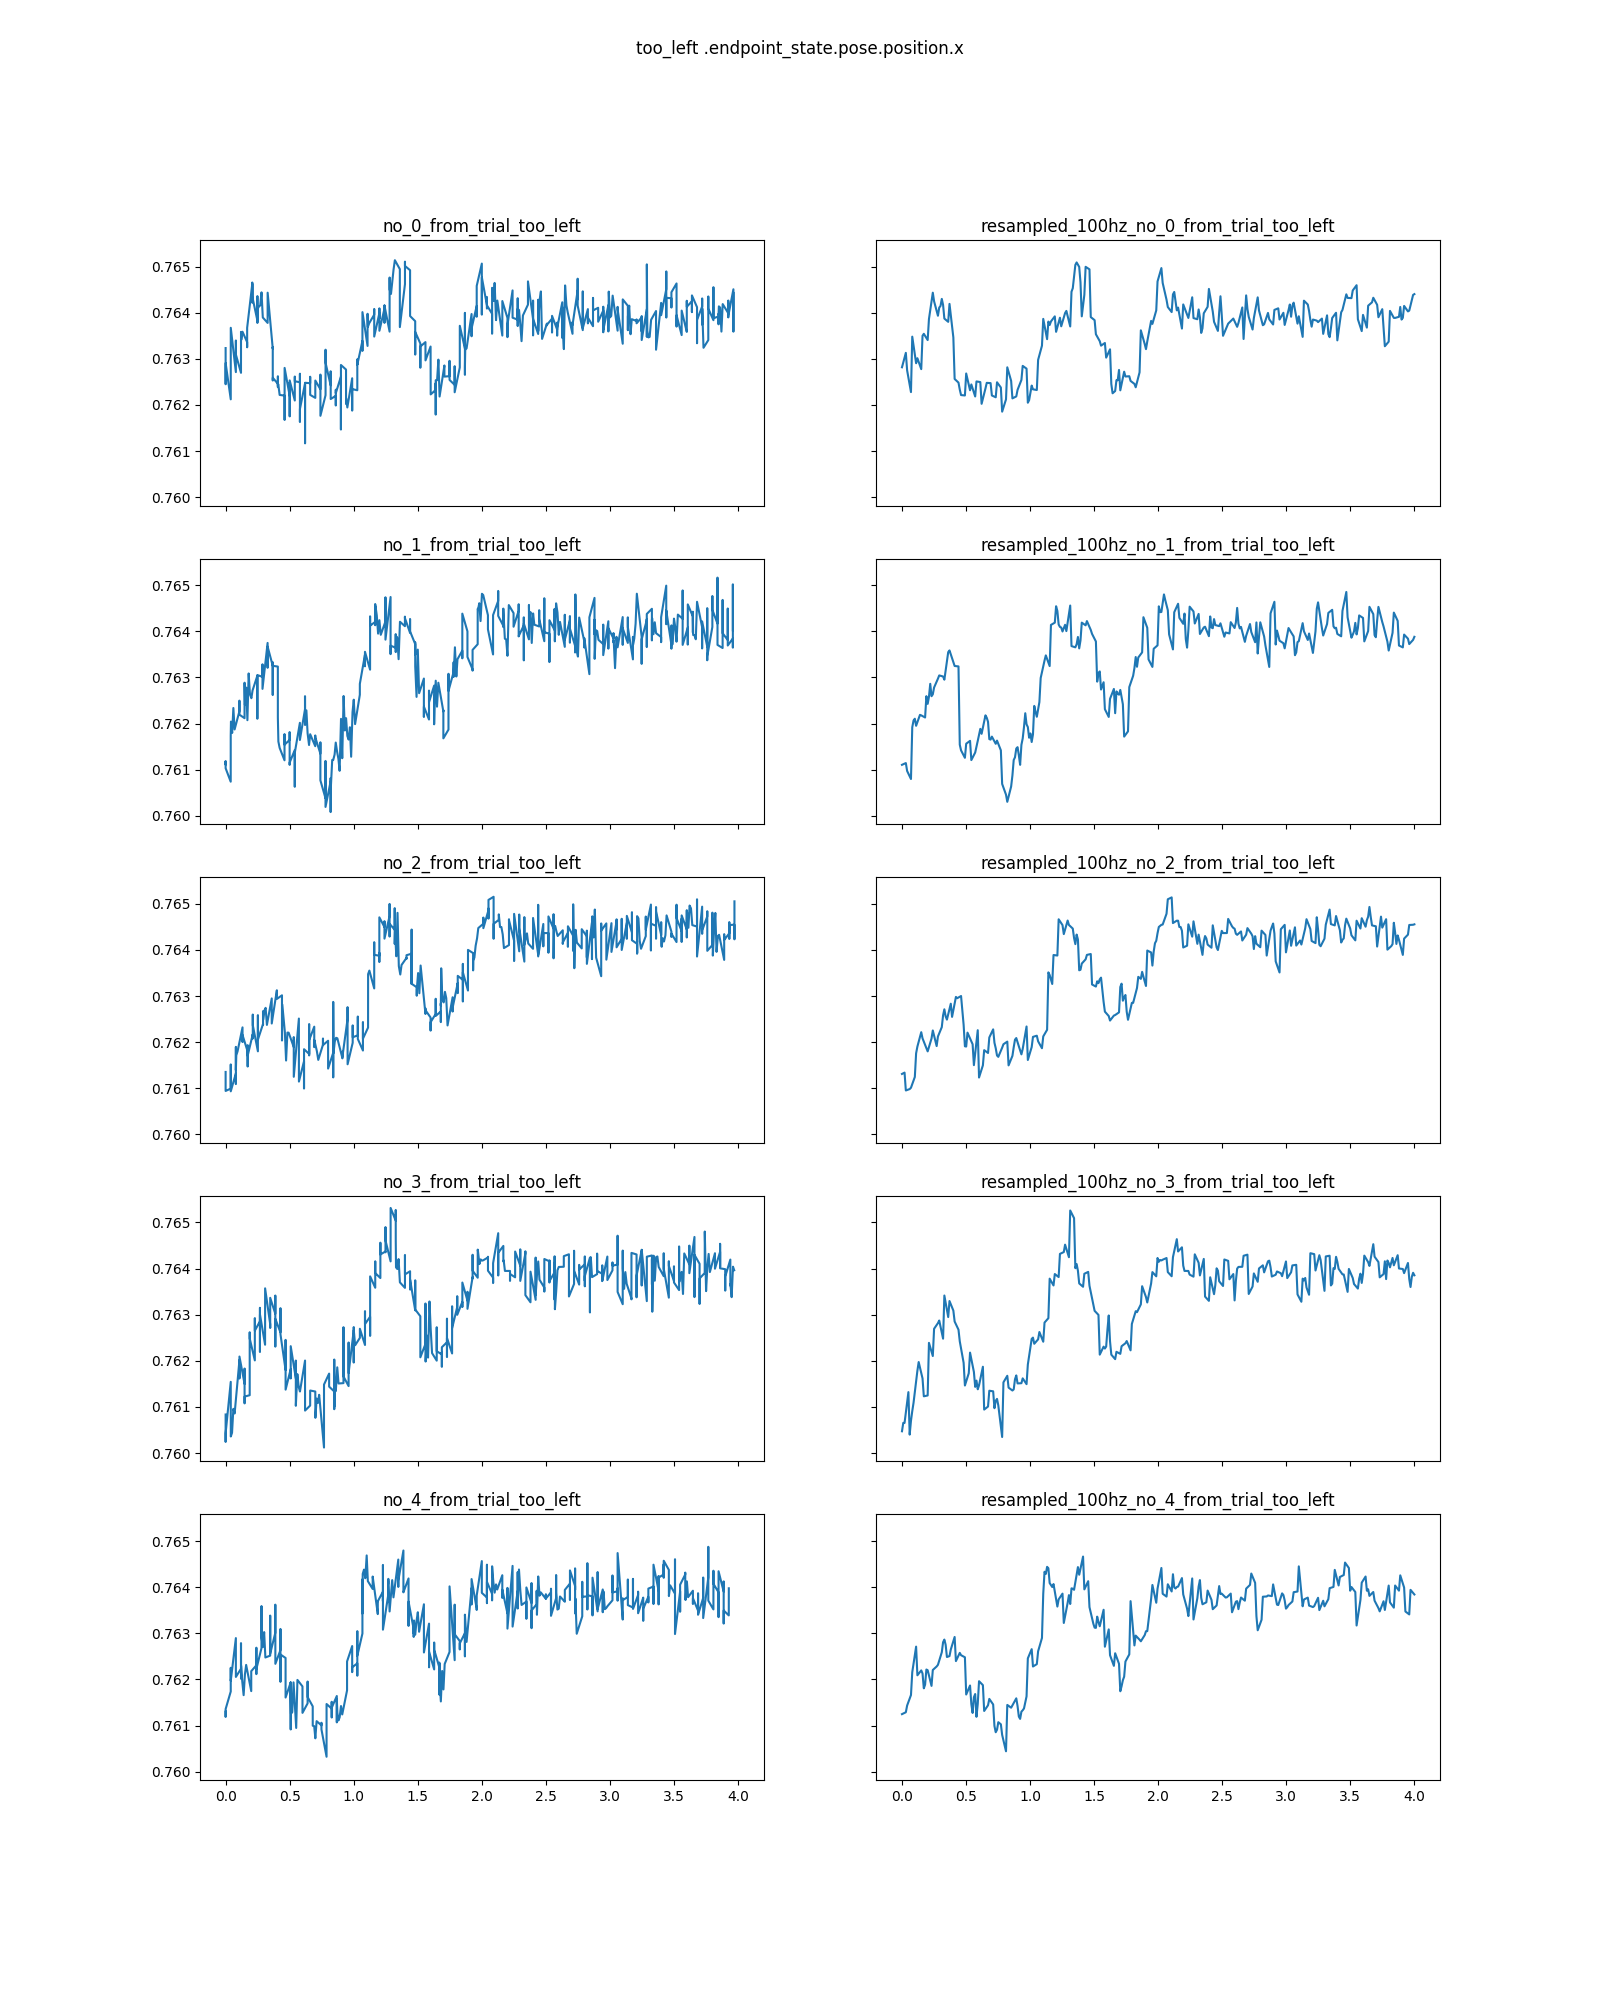 too_left .endpoint_state.pose.position.x
no_0_from_trial_too_left
resampled_100hz_no_0_from_trial_too_left
0.765
0.764
0.763
0.762
0.761
0.760
no_1_from_trial_too_left
resampled_100hz_no_1_from_trial_too_left
0.765
0.764
0.763
0.762
0.761
0.760
no_2_from_trial_too_left
resampled_100hz_no_2_from_trial_too_left
0.765
0.764
0.763
0.762
0.761
0.760
no_3_from_trial_too_left
resampled_100hz_no_3_from_trial_too_left
0.765
0.764
0.763
0.762
0.761
0.760
no_4_from_trial_too_left
resampled_100hz_no_4_from_trial_too_left
0.765
0.764
0.763
0.762
0.761
0.760
0.0 0.5 1.0 1.5 2.0 2.5 3.0 3.5 4.0
0.0 0.5 1.0 1.5 2.0 2.5 3.0 3.5 4.0